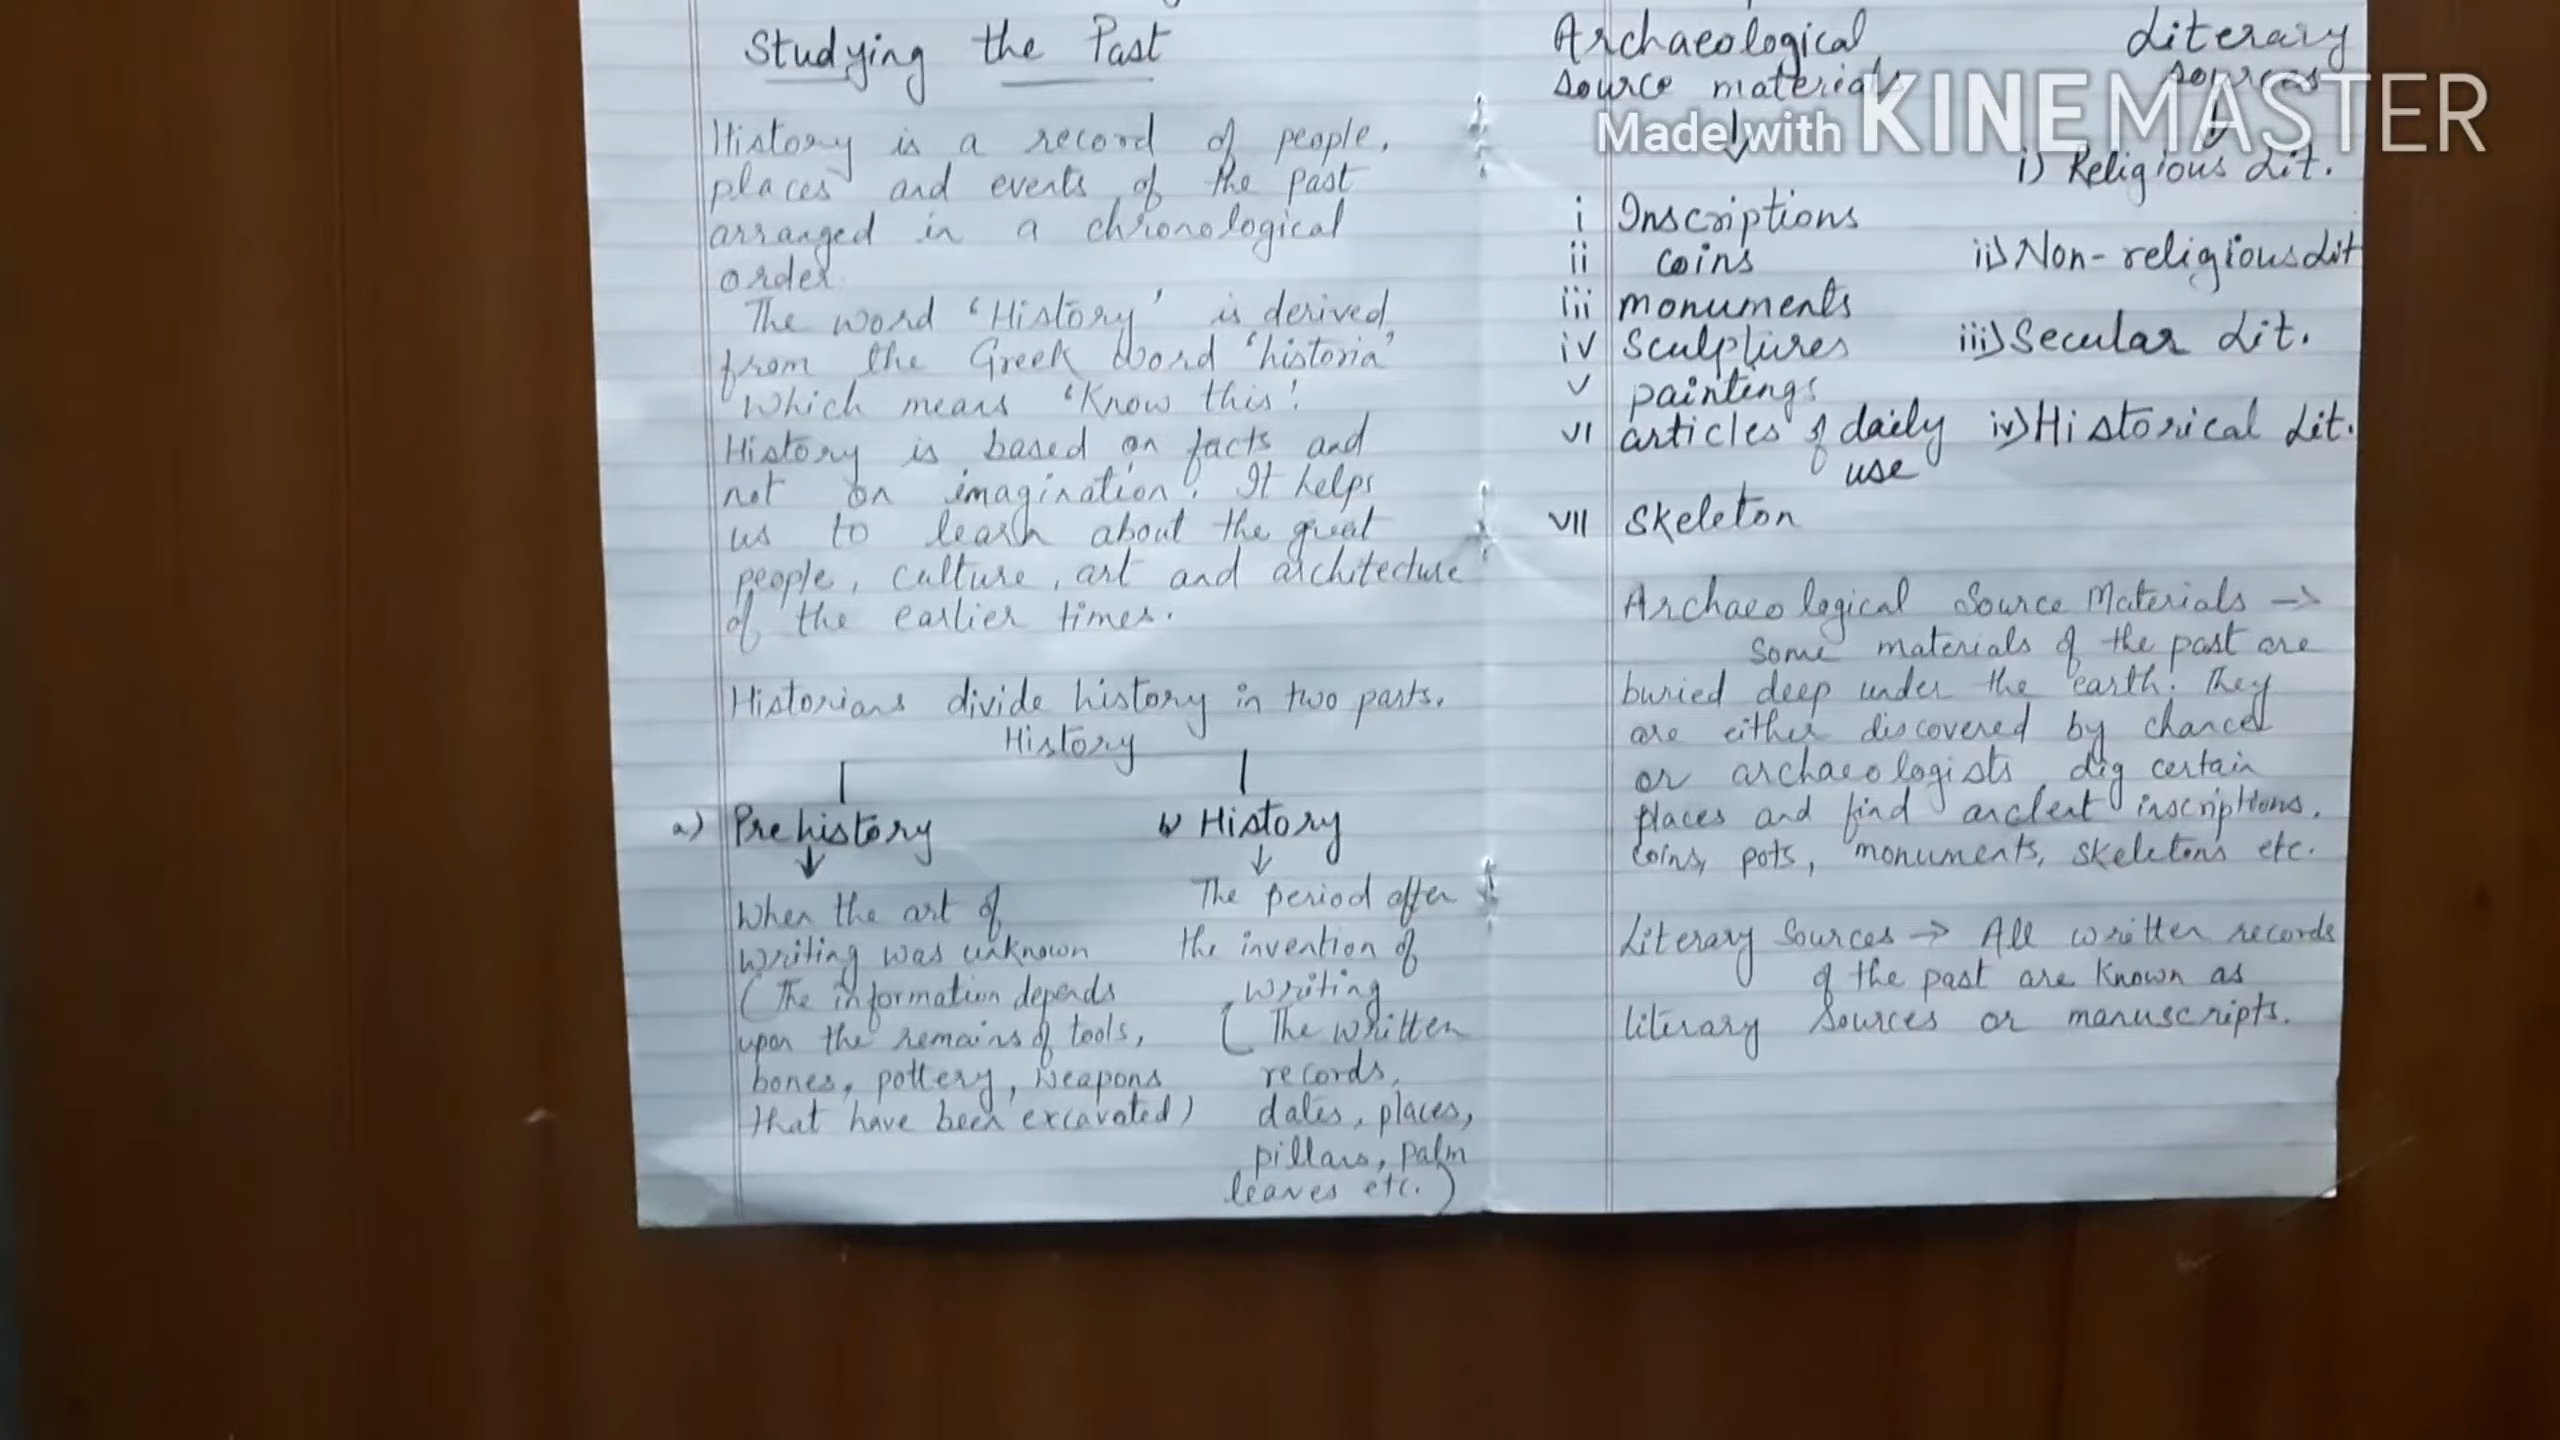 Studying the Past
History is a record of people,
places and events of the past
arranged in a chronological
order.
The word 'History' is derived
from the Greek word 'historia'
which means 'Know this'.
History is based on facts and
not on imagination. It helps
us to learn about the great
people, culture, art and architecture
of the earlier times.
Historians divide history in two parts.
History
a) Prehistory
When the art of
writing was unknown
(The information depends
upon the remains of tools,
bones, pottery, weapons
that have been excavated)
b) History
The period after
the invention of
writing
(The written
records,
dates, places,
pillars, palm
leaves etc.)
Archaeological
source materials
i Inscriptions
ii coins
iii monuments
iv Sculptures
v paintings
vi articles of daily
use
vii Skeleton
Literary
sources
i) Religious Lit.
ii) Non-religious Lit
iii) Secular Lit.
iv) Historical Lit.
Archaeological Source Materials →
Some materials of the past are
buried deep under the earth. They
are either discovered by chance
or archaeologists dig certain
places and find ancient inscriptions,
coins, pots, monuments, skeletons etc.
Literary Sources → All written records
of the past are known as
literary sources or manuscripts.
Made with KINEMASTER